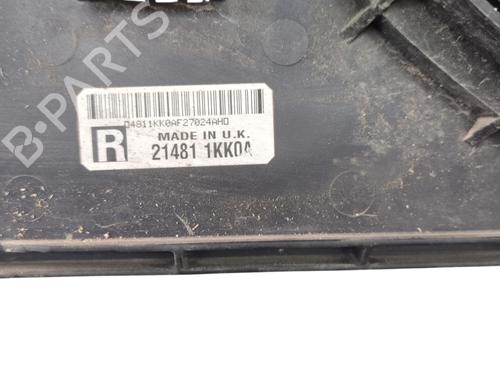 D4811KK0AF27024AHD
R
MADE IN U.K.
21481 1KK0A
B-PARTS